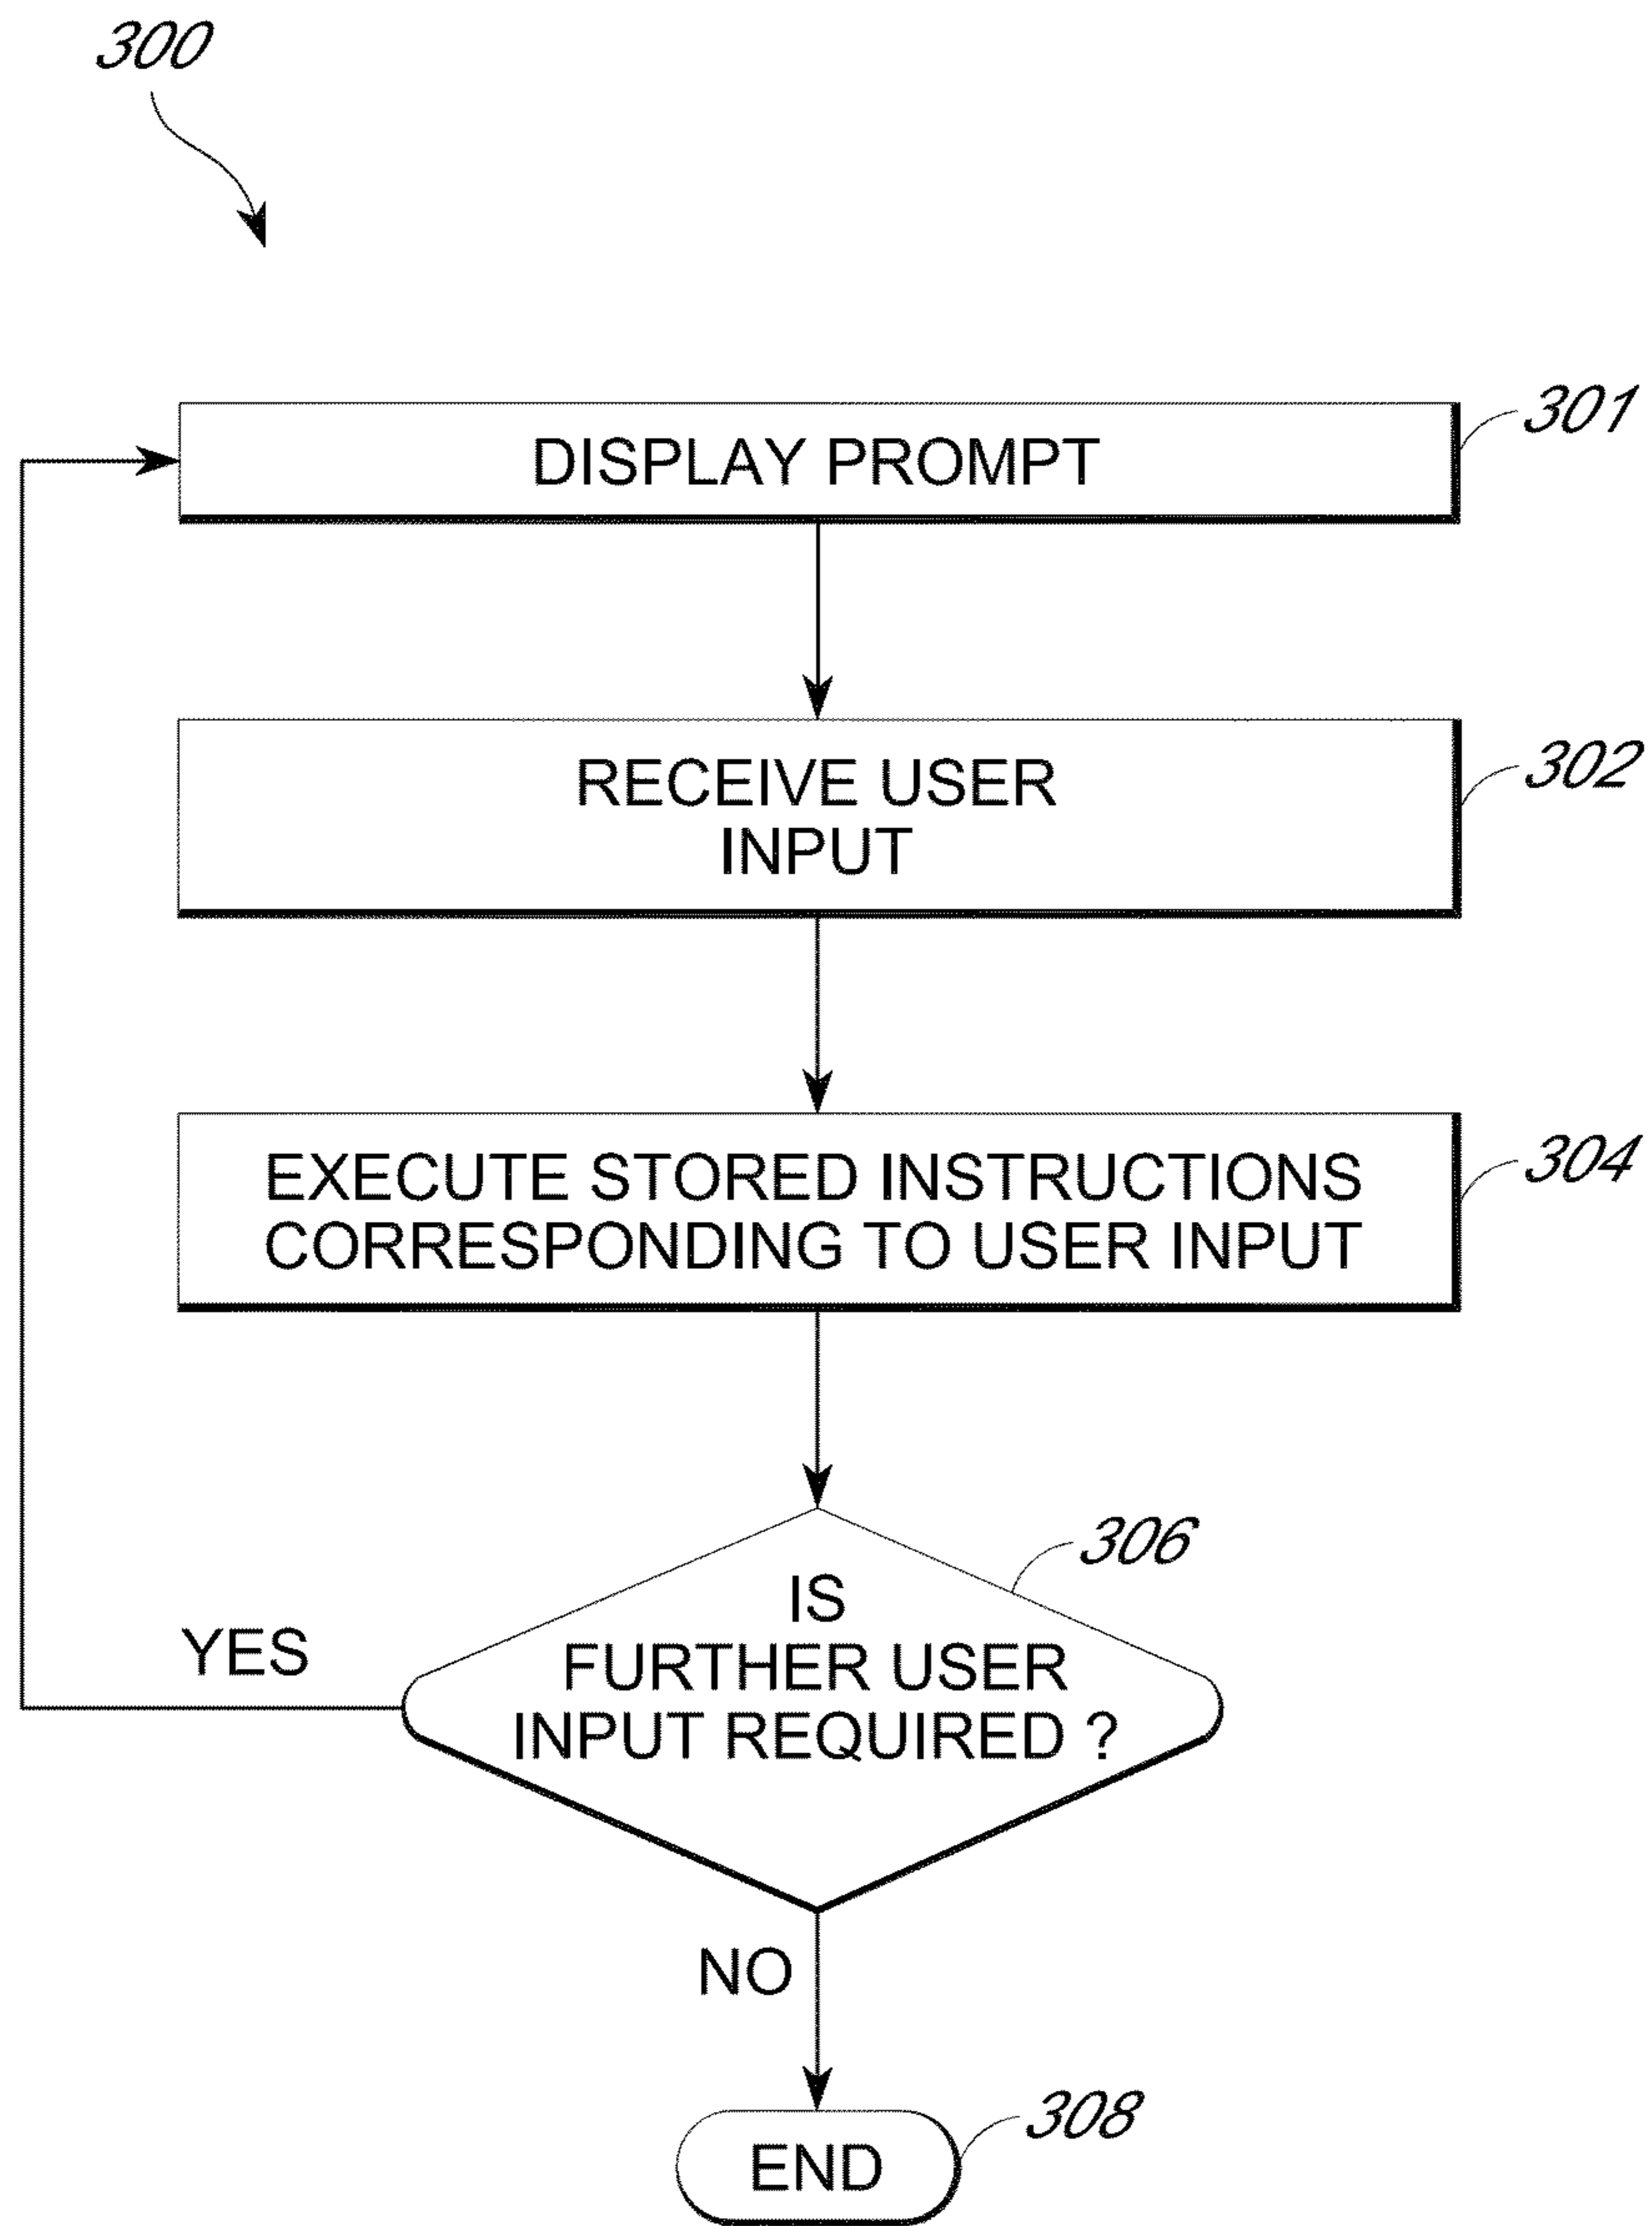 300
301
DISPLAY PROMPT
302
RECEIVE USER
INPUT
304
EXECUTE STORED INSTRUCTIONS
CORRESPONDING TO USER INPUT
306
IS
FURTHER USER
INPUT REQUIRED ?
YES
NO
308
END